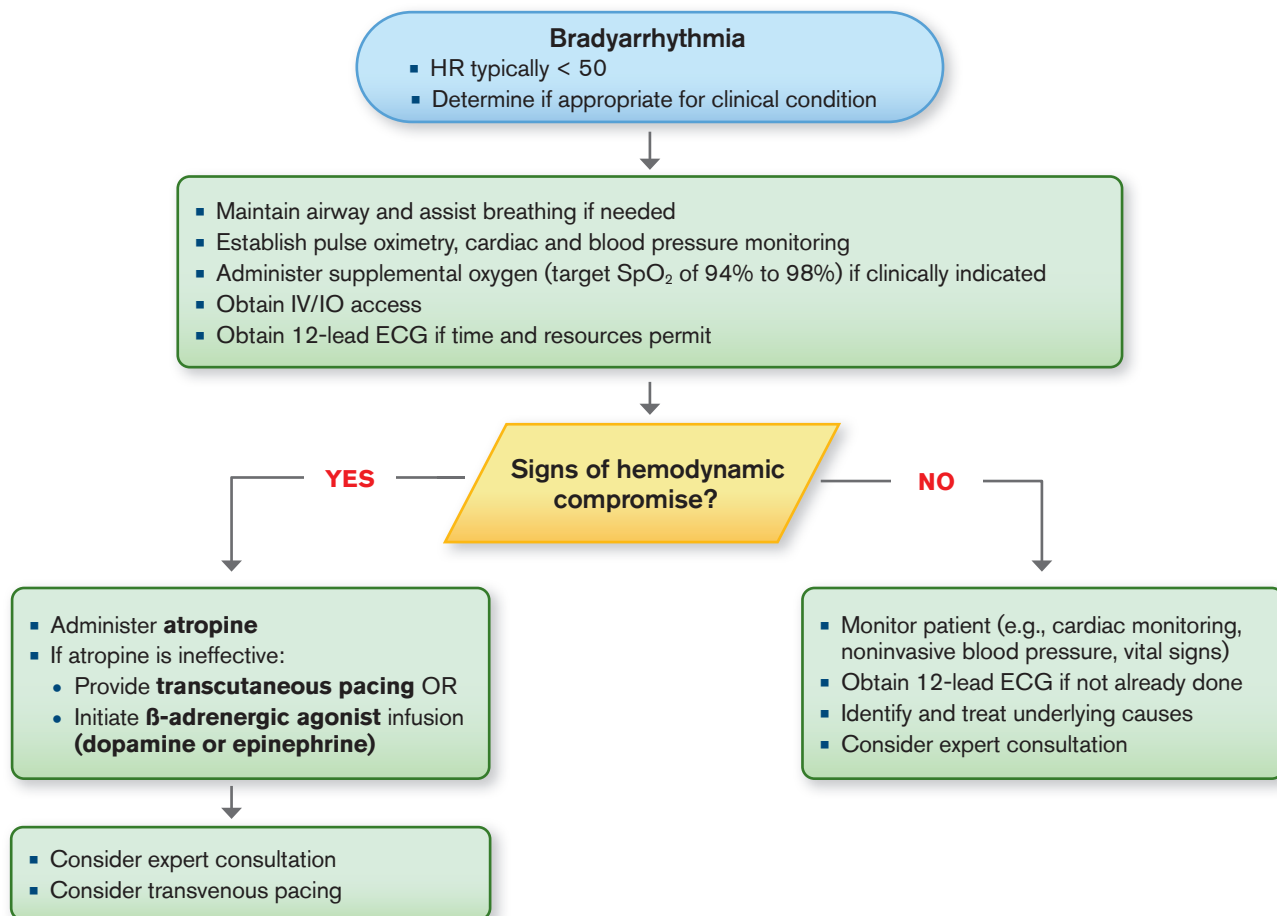 Bradyarrhythmia
▪ HR typically < 50
▪ Determine if appropriate for clinical condition
▪ Maintain airway and assist breathing if needed
▪ Establish pulse oximetry, cardiac and blood pressure monitoring
▪ Administer supplemental oxygen (target SpO₂ of 94% to 98%) if clinically indicated
▪ Obtain IV/IO access
▪ Obtain 12-lead ECG if time and resources permit
Signs of hemodynamic
compromise?
YES
NO
▪ Administer atropine
▪ If atropine is ineffective:
• Provide transcutaneous pacing OR
• Initiate ß-adrenergic agonist infusion
(dopamine or epinephrine)
▪ Consider expert consultation
▪ Consider transvenous pacing
▪ Monitor patient (e.g., cardiac monitoring,
noninvasive blood pressure, vital signs)
▪ Obtain 12-lead ECG if not already done
▪ Identify and treat underlying causes
▪ Consider expert consultation